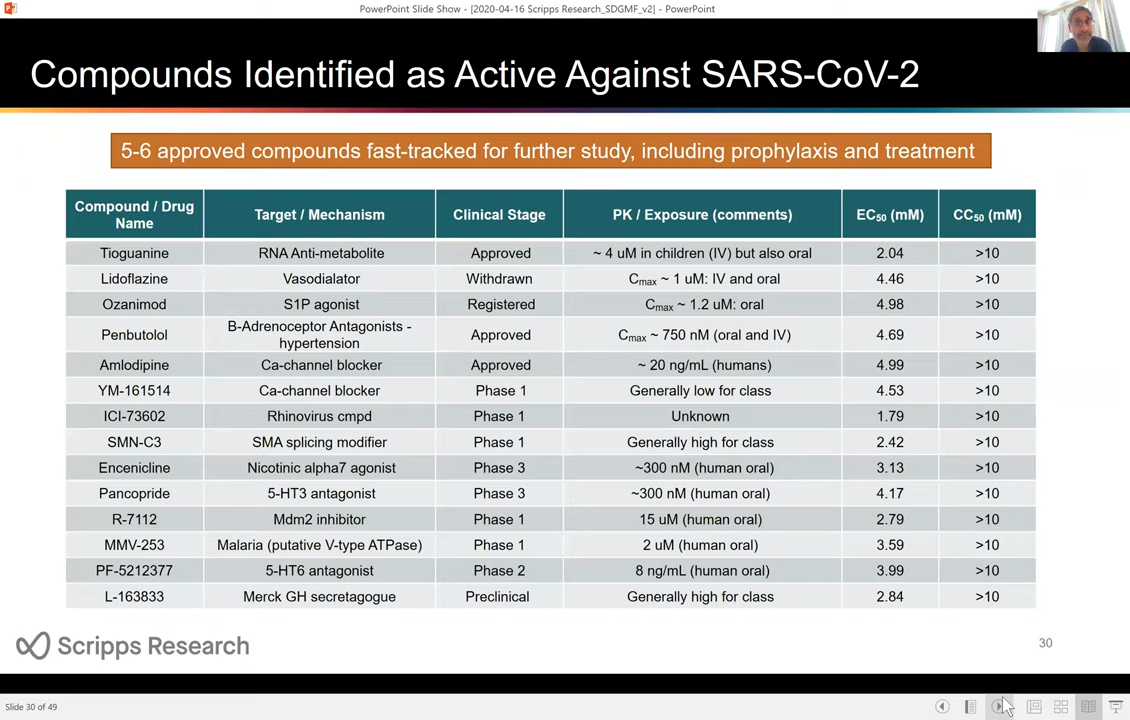 PowerPoint Slide Show - [2020-04-16 Scripps Research_SDGMF_v2] - PowerPoint
Compounds Identified as Active Against SARS-CoV-2
5-6 approved compounds fast-tracked for further study, including prophylaxis and treatment
Compound / Drug Name Target / Mechanism Clinical Stage PK / Exposure (comments) EC50 (mM) CC50 (mM)
Tioguanine RNA Anti-metabolite Approved ~ 4 uM in children (IV) but also oral 2.04 >10
Lidoflazine Vasodialator Withdrawn Cmax ~ 1 uM: IV and oral 4.46 >10
Ozanimod S1P agonist Registered Cmax ~ 1.2 uM: oral 4.98 >10
Penbutolol B-Adrenoceptor Antagonists - hypertension Approved Cmax ~ 750 nM (oral and IV) 4.69 >10
Amlodipine Ca-channel blocker Approved ~ 20 ng/mL (humans) 4.99 >10
YM-161514 Ca-channel blocker Phase 1 Generally low for class 4.53 >10
ICI-73602 Rhinovirus cmpd Phase 1 Unknown 1.79 >10
SMN-C3 SMA splicing modifier Phase 1 Generally high for class 2.42 >10
Encenicline Nicotinic alpha7 agonist Phase 3 ~300 nM (human oral) 3.13 >10
Pancopride 5-HT3 antagonist Phase 3 ~300 nM (human oral) 4.17 >10
R-7112 Mdm2 inhibitor Phase 1 15 uM (human oral) 2.79 >10
MMV-253 Malaria (putative V-type ATPase) Phase 1 2 uM (human oral) 3.59 >10
PF-5212377 5-HT6 antagonist Phase 2 8 ng/mL (human oral) 3.99 >10
L-163833 Merck GH secretagogue Preclinical Generally high for class 2.84 >10
Scripps Research
30
Slide 30 of 49